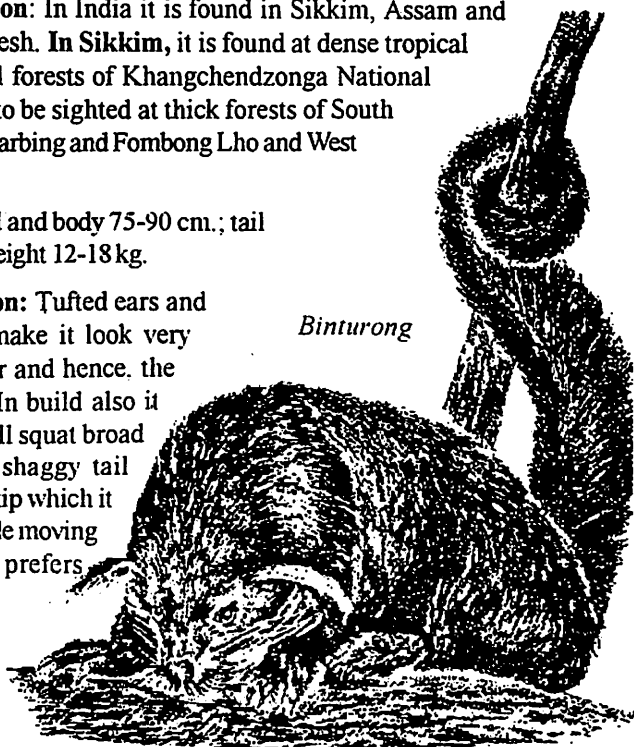 on: In India it is found in Sikkim, Assam and
esh. In Sikkim, it is found at dense tropical
l forests of Khangchendzonga National
to be sighted at thick forests of South
arbing and Fombong Lho and West
l and body 75-90 cm.; tail
eight 12-18 kg.
on: Tufted ears and
make it look very
r and hence. the
In build also it
ll squat broad
shaggy tail
tip which it
le moving
prefers
Binturong